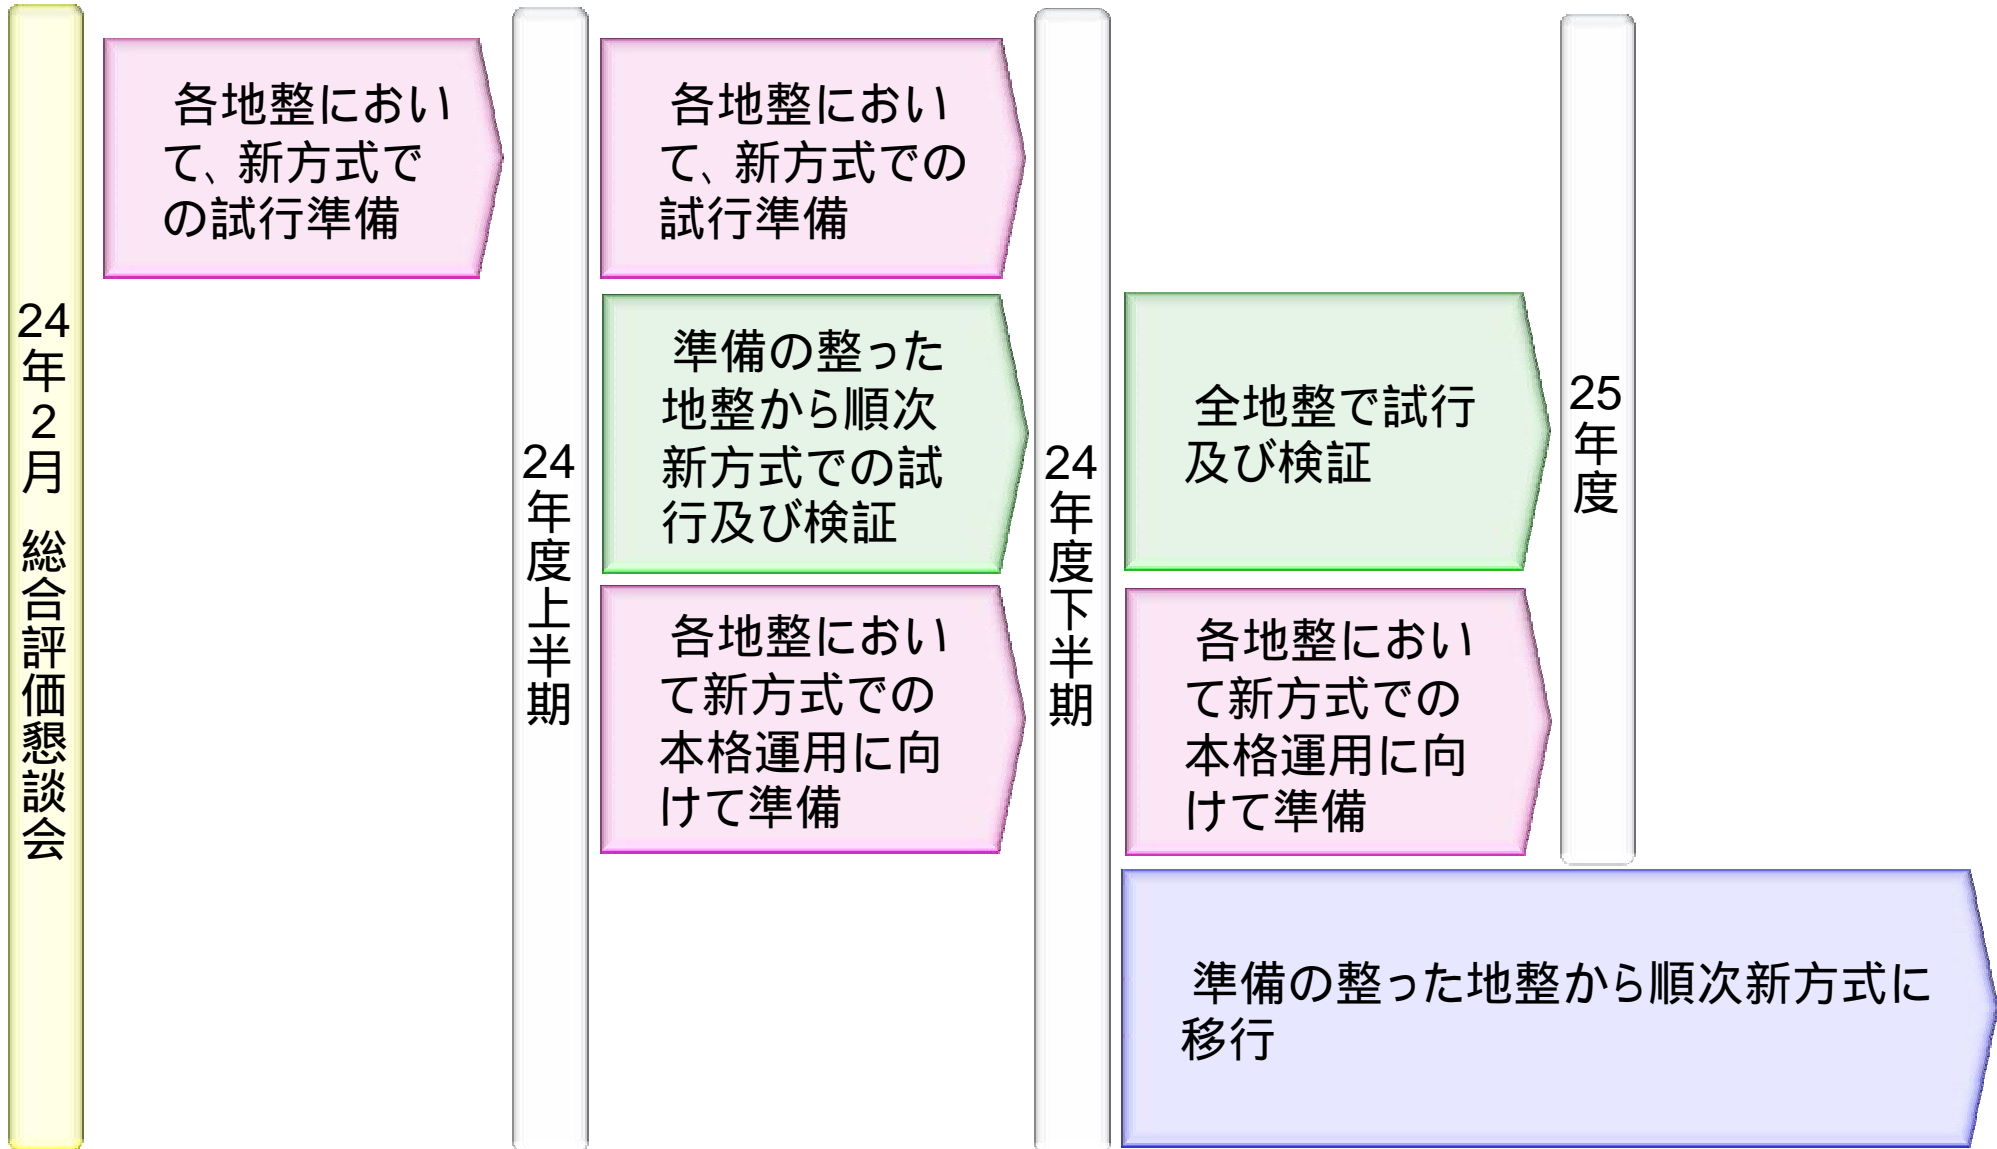 24年2月 総合評価懇談会
各地整におい
て、新方式で
の試行準備
24年度上半期
各地整におい
て、新方式での
試行準備
準備の整った
地整から順次
新方式での試
行及び検証
各地整におい
て新方式での
本格運用に向
けて準備
24年度下半期
全地整で試行
及び検証
各地整におい
て新方式での
本格運用に向
けて準備
25年度
準備の整った地整から順次新方式に
移行